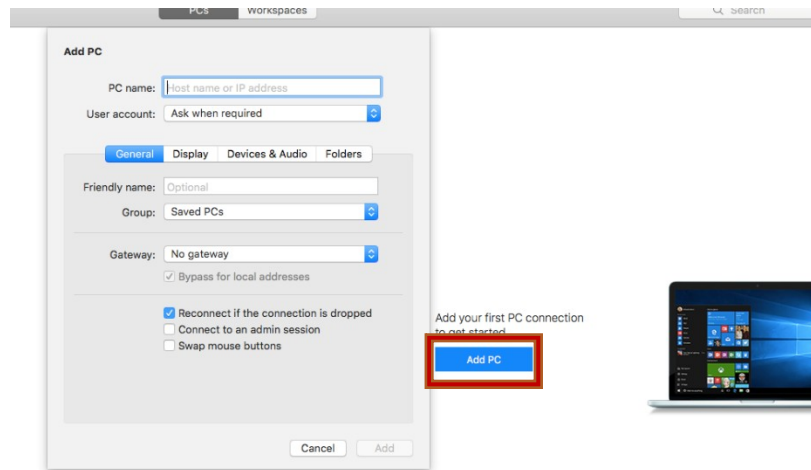 PCs Workspaces
Search
Add PC
PC name: Host name or IP address
User account: Ask when required
General Display Devices & Audio Folders
Friendly name: Optional
Group: Saved PCs
Gateway: No gateway
Bypass for local addresses
Reconnect if the connection is dropped
Connect to an admin session
Swap mouse buttons
Cancel Add
Add your first PC connection
to get started
Add PC